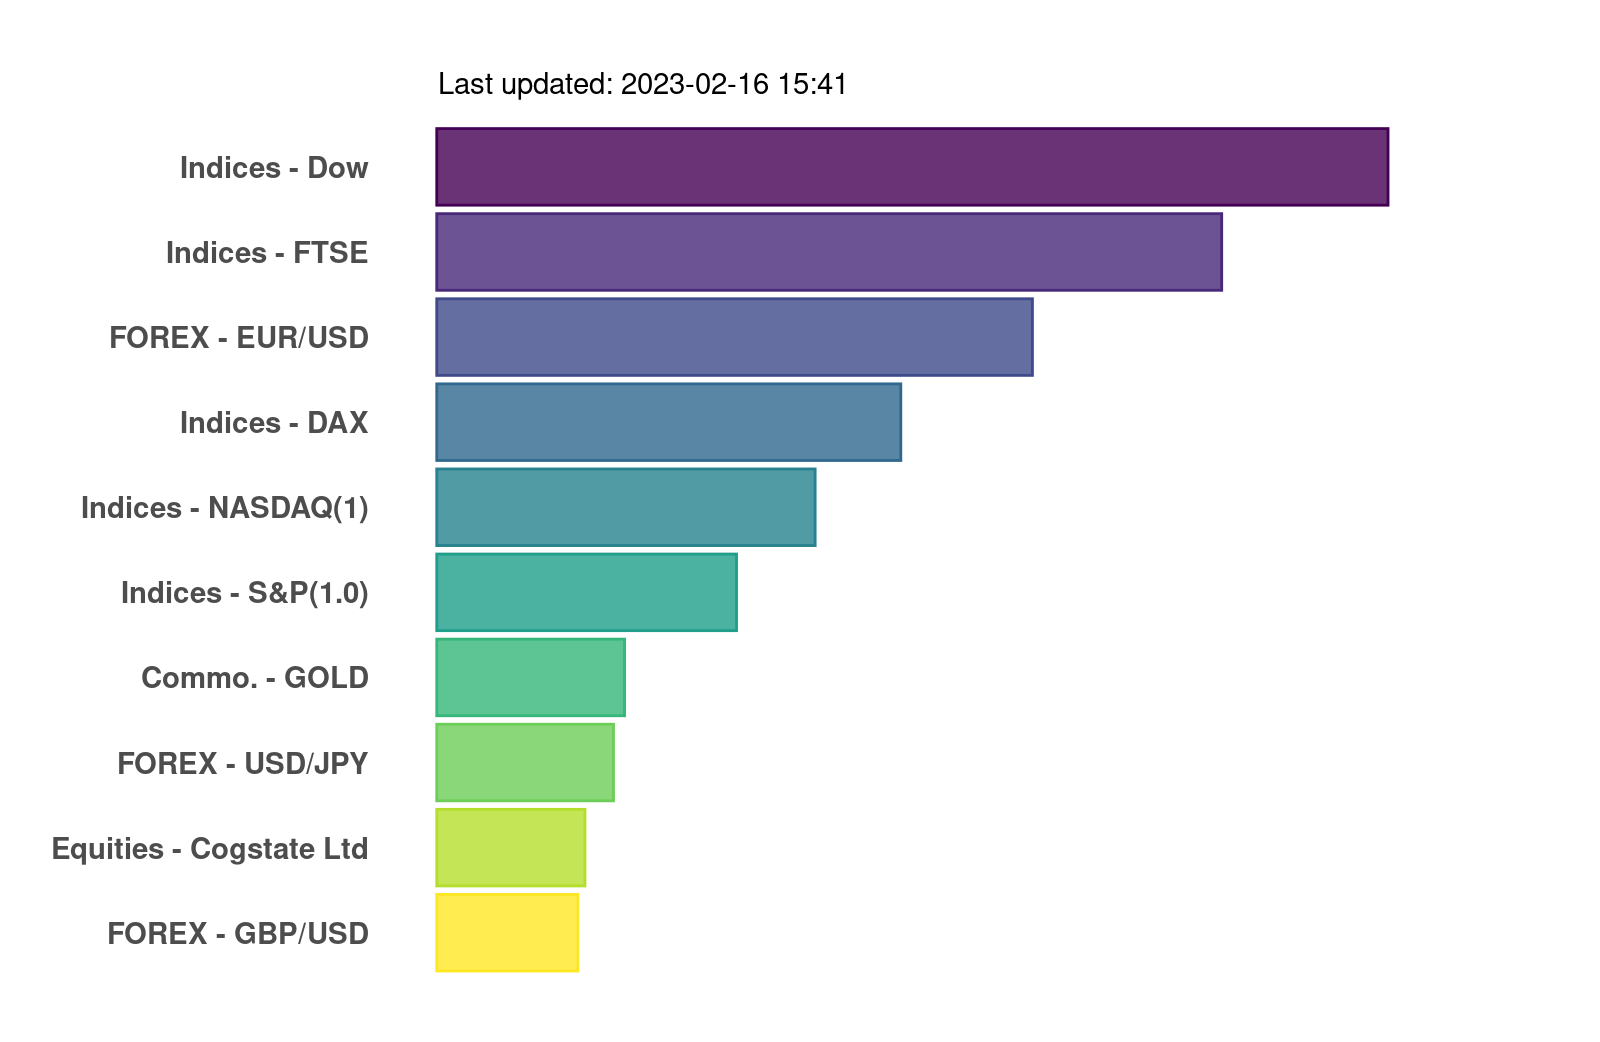 Last updated: 2023-02-16 15:41
Indices - Dow
Indices - FTSE
FOREX - EUR/USD
Indices - DAX
Indices - NASDAQ(1)
Indices - S&P(1.0)
Commo. - GOLD
FOREX - USD/JPY
Equities - Cogstate Ltd
FOREX - GBP/USD